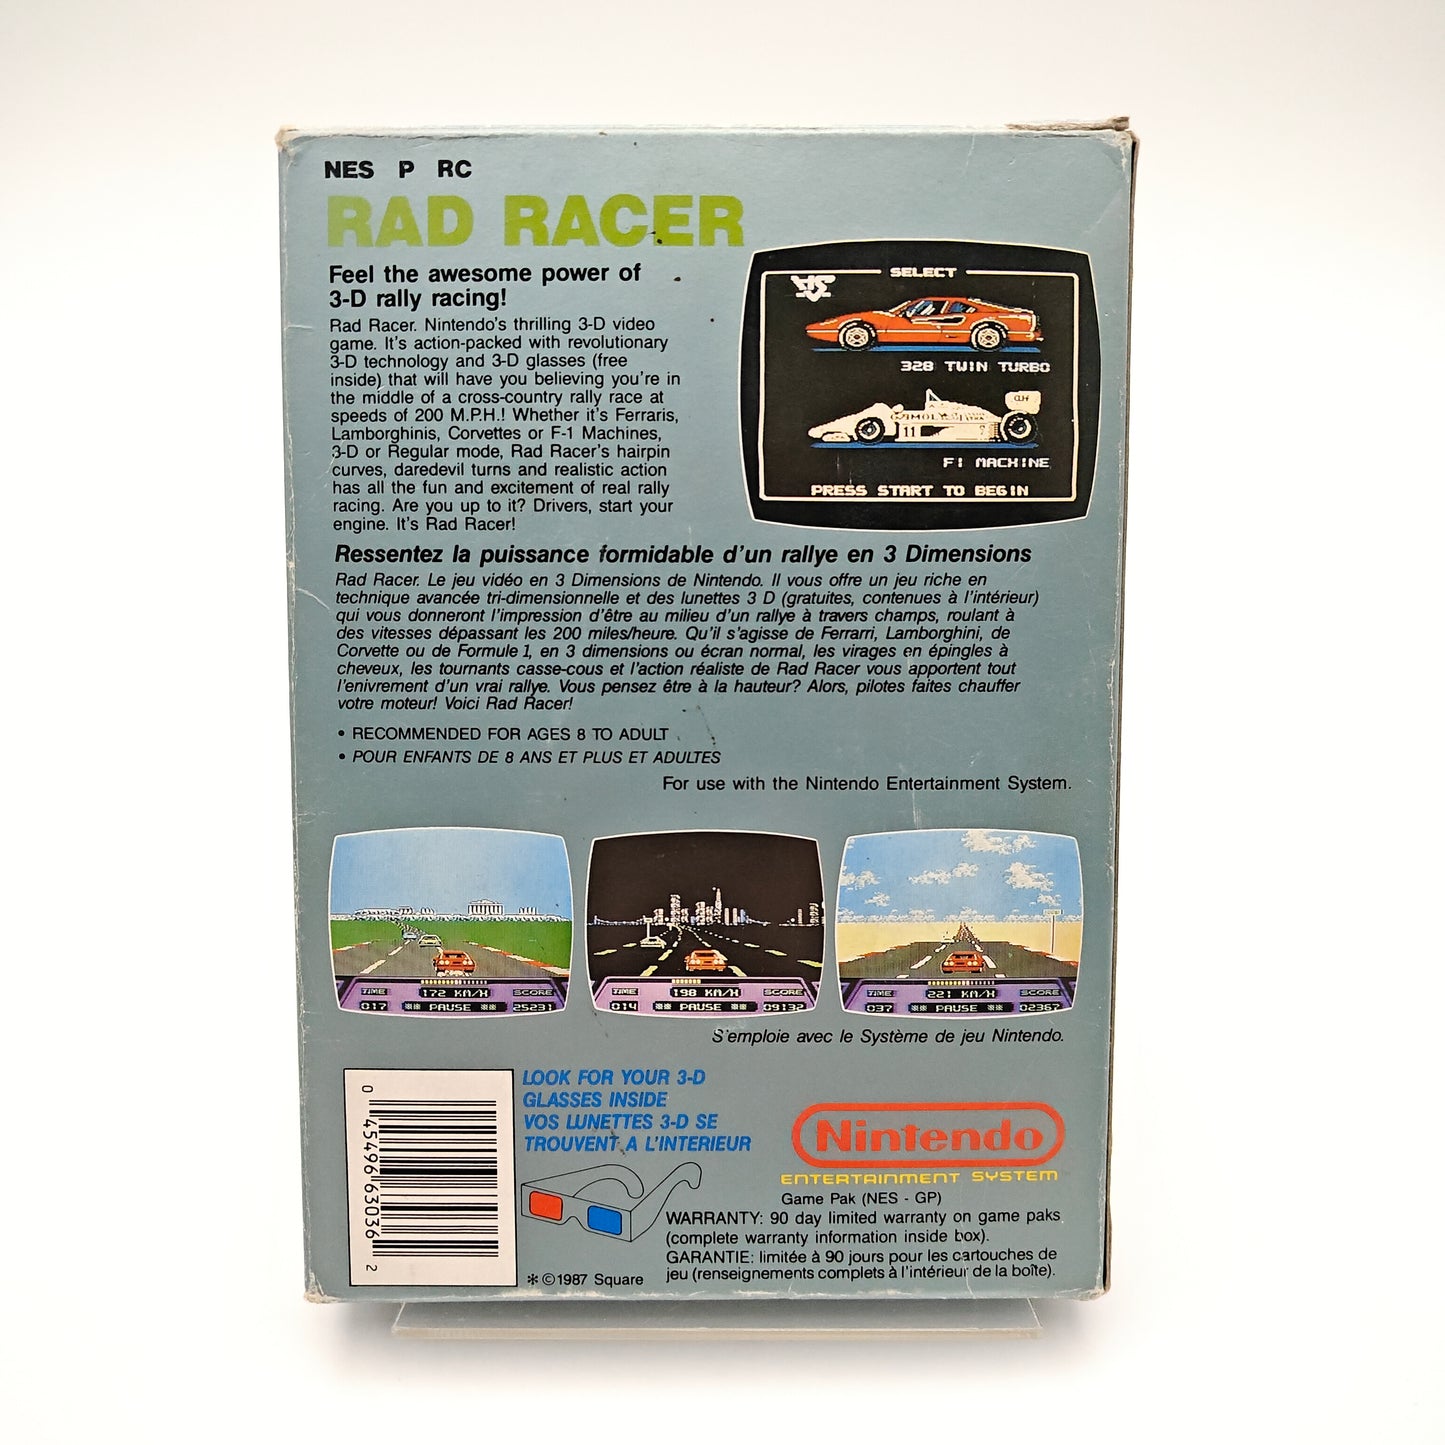 NES P RC
RAD RACER
Feel the awesome power of
3-D rally racing!
Rad Racer. Nintendo's thrilling 3-D video
game. It's action-packed with revolutionary
3-D technology and 3-D glasses (free
inside) that will have you believing you're in
the middle of a cross-country rally race at
speeds of 200 M.P.H.! Whether it's Ferraris,
Lamborghinis, Corvettes or F-1 Machines,
3-D or Regular mode, Rad Racer's hairpin
curves, daredevil turns and realistic action
has all the fun and excitement of real rally
racing. Are you up to it? Drivers, start your
engine. It's Rad Racer!
SELECT
328 TWIN TURBO
11
F1 MACHINE
PRESS START TO BEGIN
Ressentez la puissance formidable d'un rallye en 3 Dimensions
Rad Racer. Le jeu vidéo en 3 Dimensions de Nintendo. Il vous offre un jeu riche en
technique avancée tri-dimensionnelle et des lunettes 3 D (gratuites, contenues à l'intérieur)
qui vous donneront l'impression d'être au milieu d'un rallye à travers champs, roulant à
des vitesses dépassant les 200 miles/heure. Qu'il s'agisse de Ferrarri, Lamborghini, de
Corvette ou de Formule 1, en 3 dimensions ou écran normal, les virages en épingles à
cheveux, les tournants casse-cous et l'action réaliste de Rad Racer vous apportent tout
l'enivrement d'un vrai rallye. Vous pensez être à la hauteur? Alors, pilotes faites chauffer
votre moteur! Voici Rad Racer!
• RECOMMENDED FOR AGES 8 TO ADULT
• POUR ENFANTS DE 8 ANS ET PLUS ET ADULTES
For use with the Nintendo Entertainment System.
TIME 172 KM/H SCORE
017 ** PAUSE ** 25231
TIME 198 KM/H SCORE
014 ** PAUSE ** 09132
TIME 221 KM/H SCORE
037 ** PAUSE ** 02367
S'emploie avec le Système de jeu Nintendo.
0 45496 63036 2
LOOK FOR YOUR 3-D
GLASSES INSIDE
VOS LUNETTES 3-D SE
TROUVENT A L'INTERIEUR
Nintendo
ENTERTAINMENT SYSTEM
Game Pak (NES - GP)
WARRANTY: 90 day limited warranty on game paks
(complete warranty information inside box).
GARANTIE: limitée à 90 jours pour les cartouches de
jeu (renseignements complets à l'intérieur de la boîte).
*©1987 Square